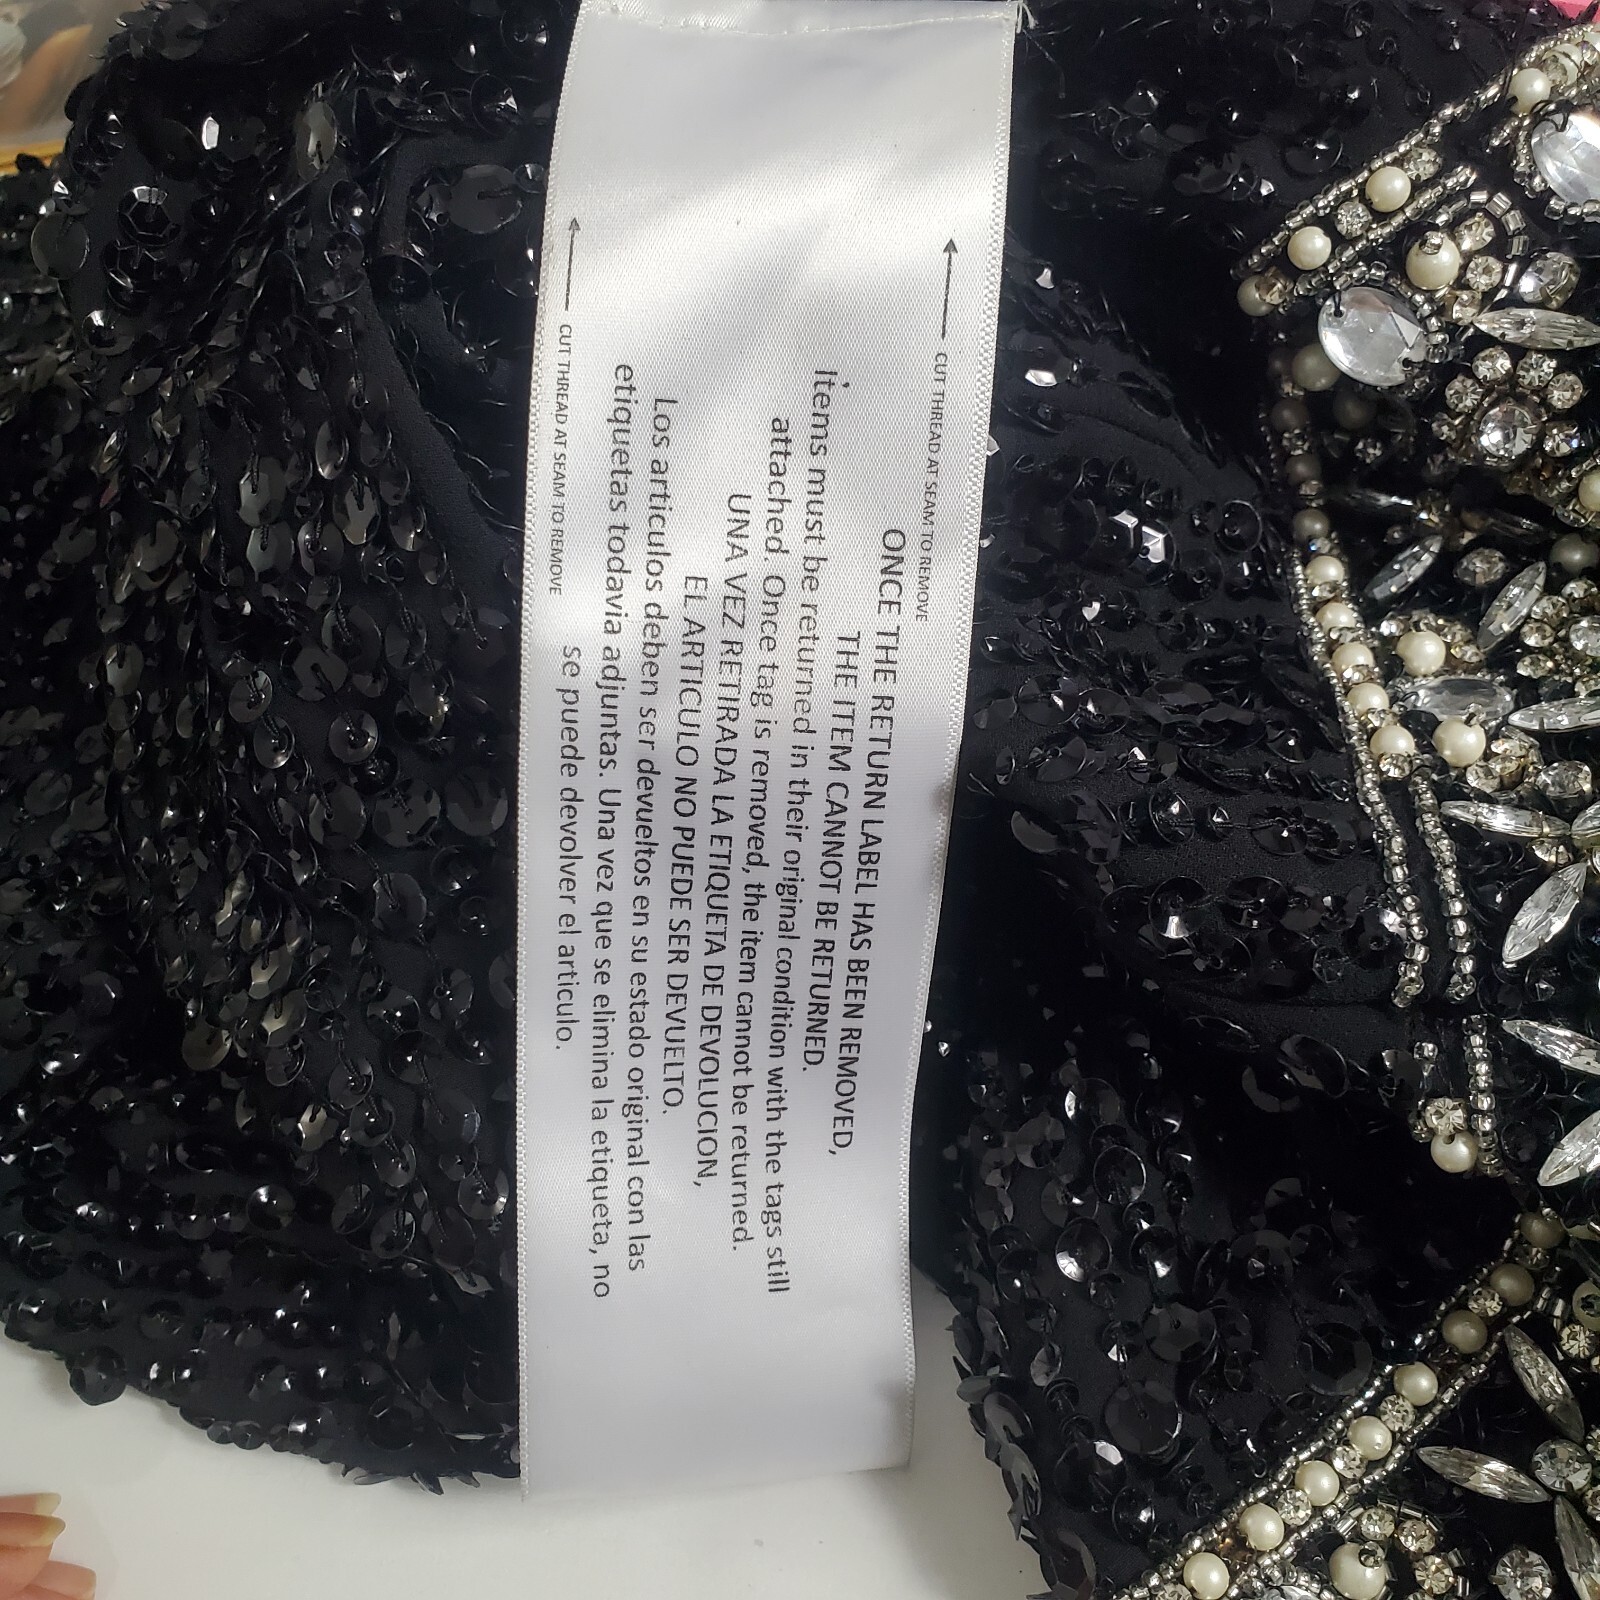 CUT THREAD AT SEAM TO REMOVE
ONCE THE RETURN LABEL HAS BEEN REMOVED,
THE ITEM CANNOT BE RETURNED.
Items must be returned in their original condition with the tags still
attached. Once tag is removed, the item cannot be returned.
UNA VEZ RETIRADA LA ETIQUETA DE DEVOLUCION,
EL ARTICULO NO PUEDE SER DEVUELTO.
Los articulos deben ser devueltos en su estado original con las
etiquetas todavia adjuntas. Una vez que se elimina la etiqueta, no
se puede devolver el articulo.
CUT THREAD AT SEAM TO REMOVE